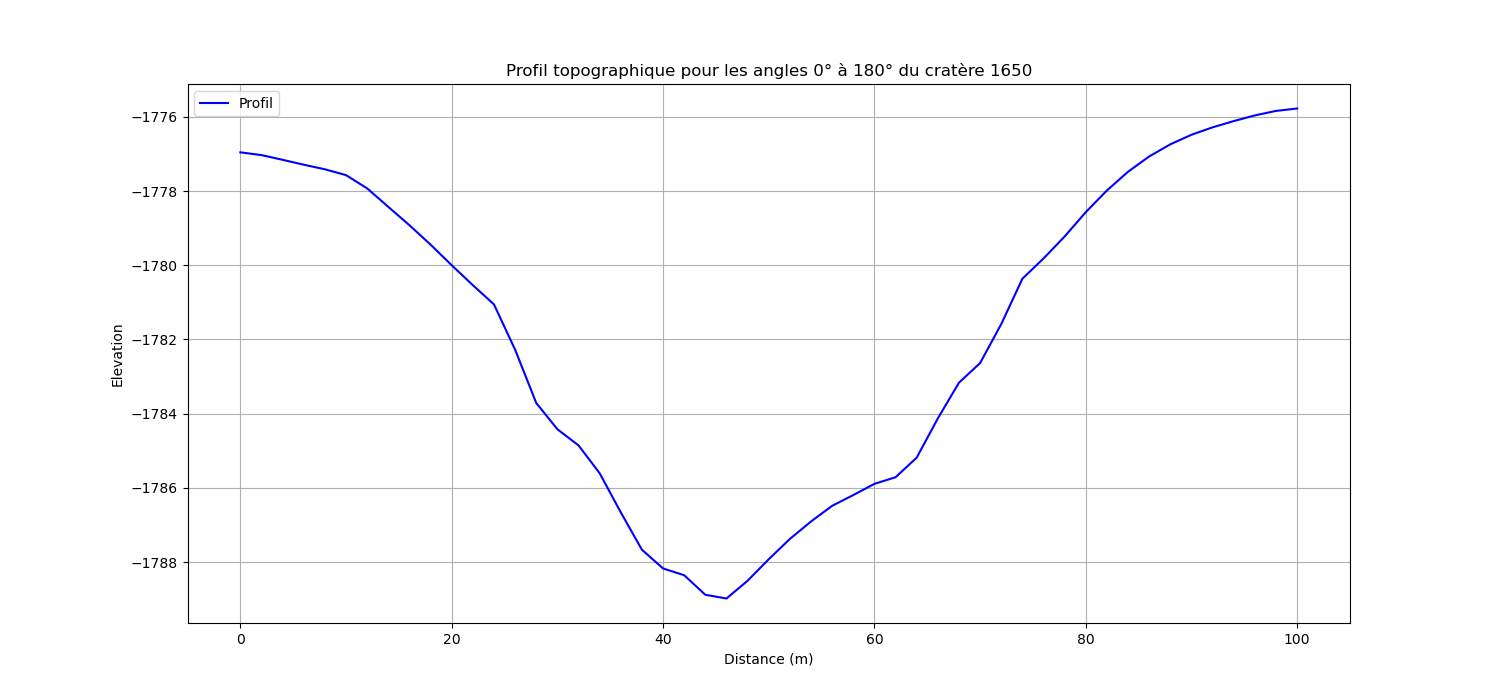 Profil topographique pour les angles 0° à 180° du cratère 1650
Profil
−1776
−1778
−1780
−1782
−1784
−1786
−1788
Elevation
0 20 40 60 80 100
Distance (m)